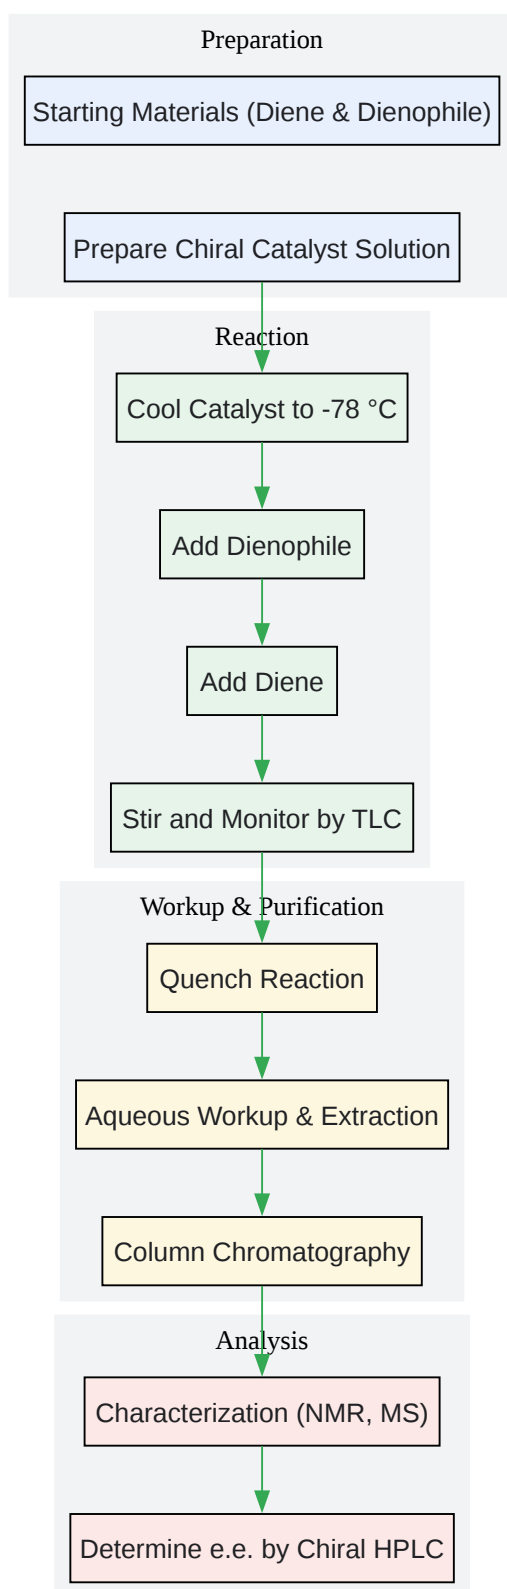 Preparation
Starting Materials (Diene & Dienophile)
Prepare Chiral Catalyst Solution
Reaction
Cool Catalyst to -78 °C
Add Dienophile
Add Diene
Stir and Monitor by TLC
Workup & Purification
Quench Reaction
Aqueous Workup & Extraction
Column Chromatography
Analysis
Characterization (NMR, MS)
Determine e.e. by Chiral HPLC